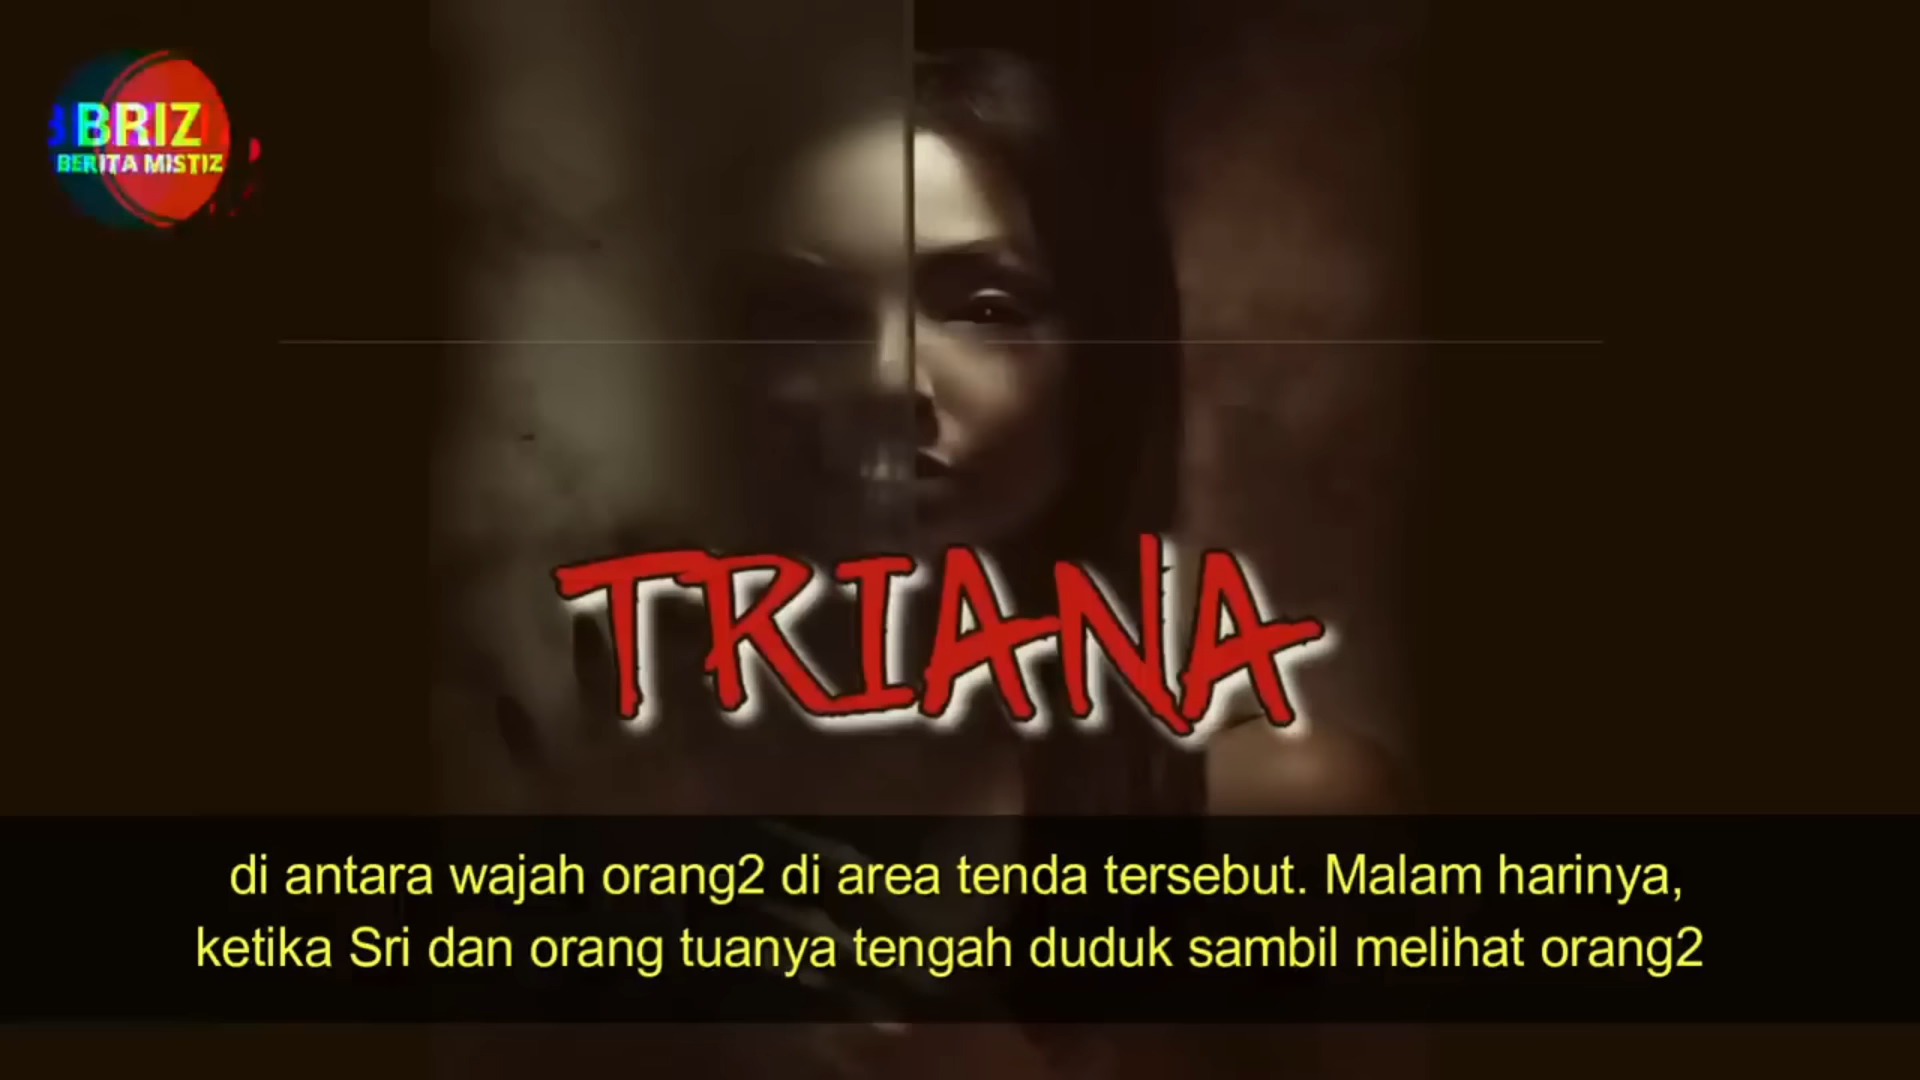 BRIZ
BERITA MISTIZ
TRIANA
di antara wajah orang2 di area tenda tersebut. Malam harinya,
ketika Sri dan orang tuanya tengah duduk sambil melihat orang2